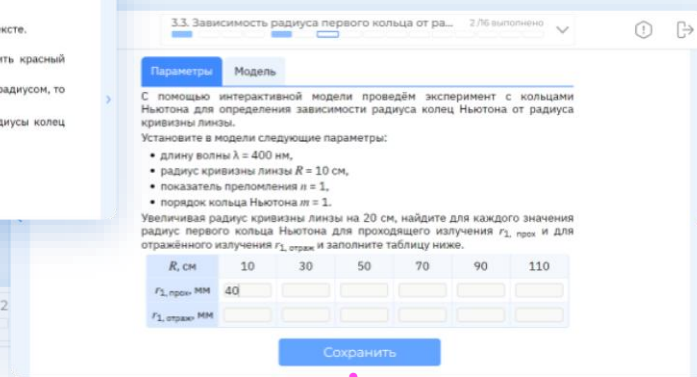 ексте.
3.3. Зависимость радиуса первого кольца от ра...
2 /16 выполнено
ить красный
радиусом, то
диусы колец
Параметры Модель
С помощью интерактивной модели проведём эксперимент с кольцами
Ньютона для определения зависимости радиуса колец Ньютона от радиуса
кривизны линзы.
Установите в модели следующие параметры:
• длину волны λ = 400 нм,
• радиус кривизны линзы R = 10 см,
• показатель преломления n = 1,
• порядок кольца Ньютона m = 1.
Увеличивая радиус кривизны линзы на 20 см, найдите для каждого значения
радиус первого кольца Ньютона для проходящего излучения r1, прох и для
отражённого излучения r1, отраж и заполните таблицу ниже.
R, см 10 30 50 70 90 110
r1, прох, мм 40
r1, отраж, мм
2
Сохранить